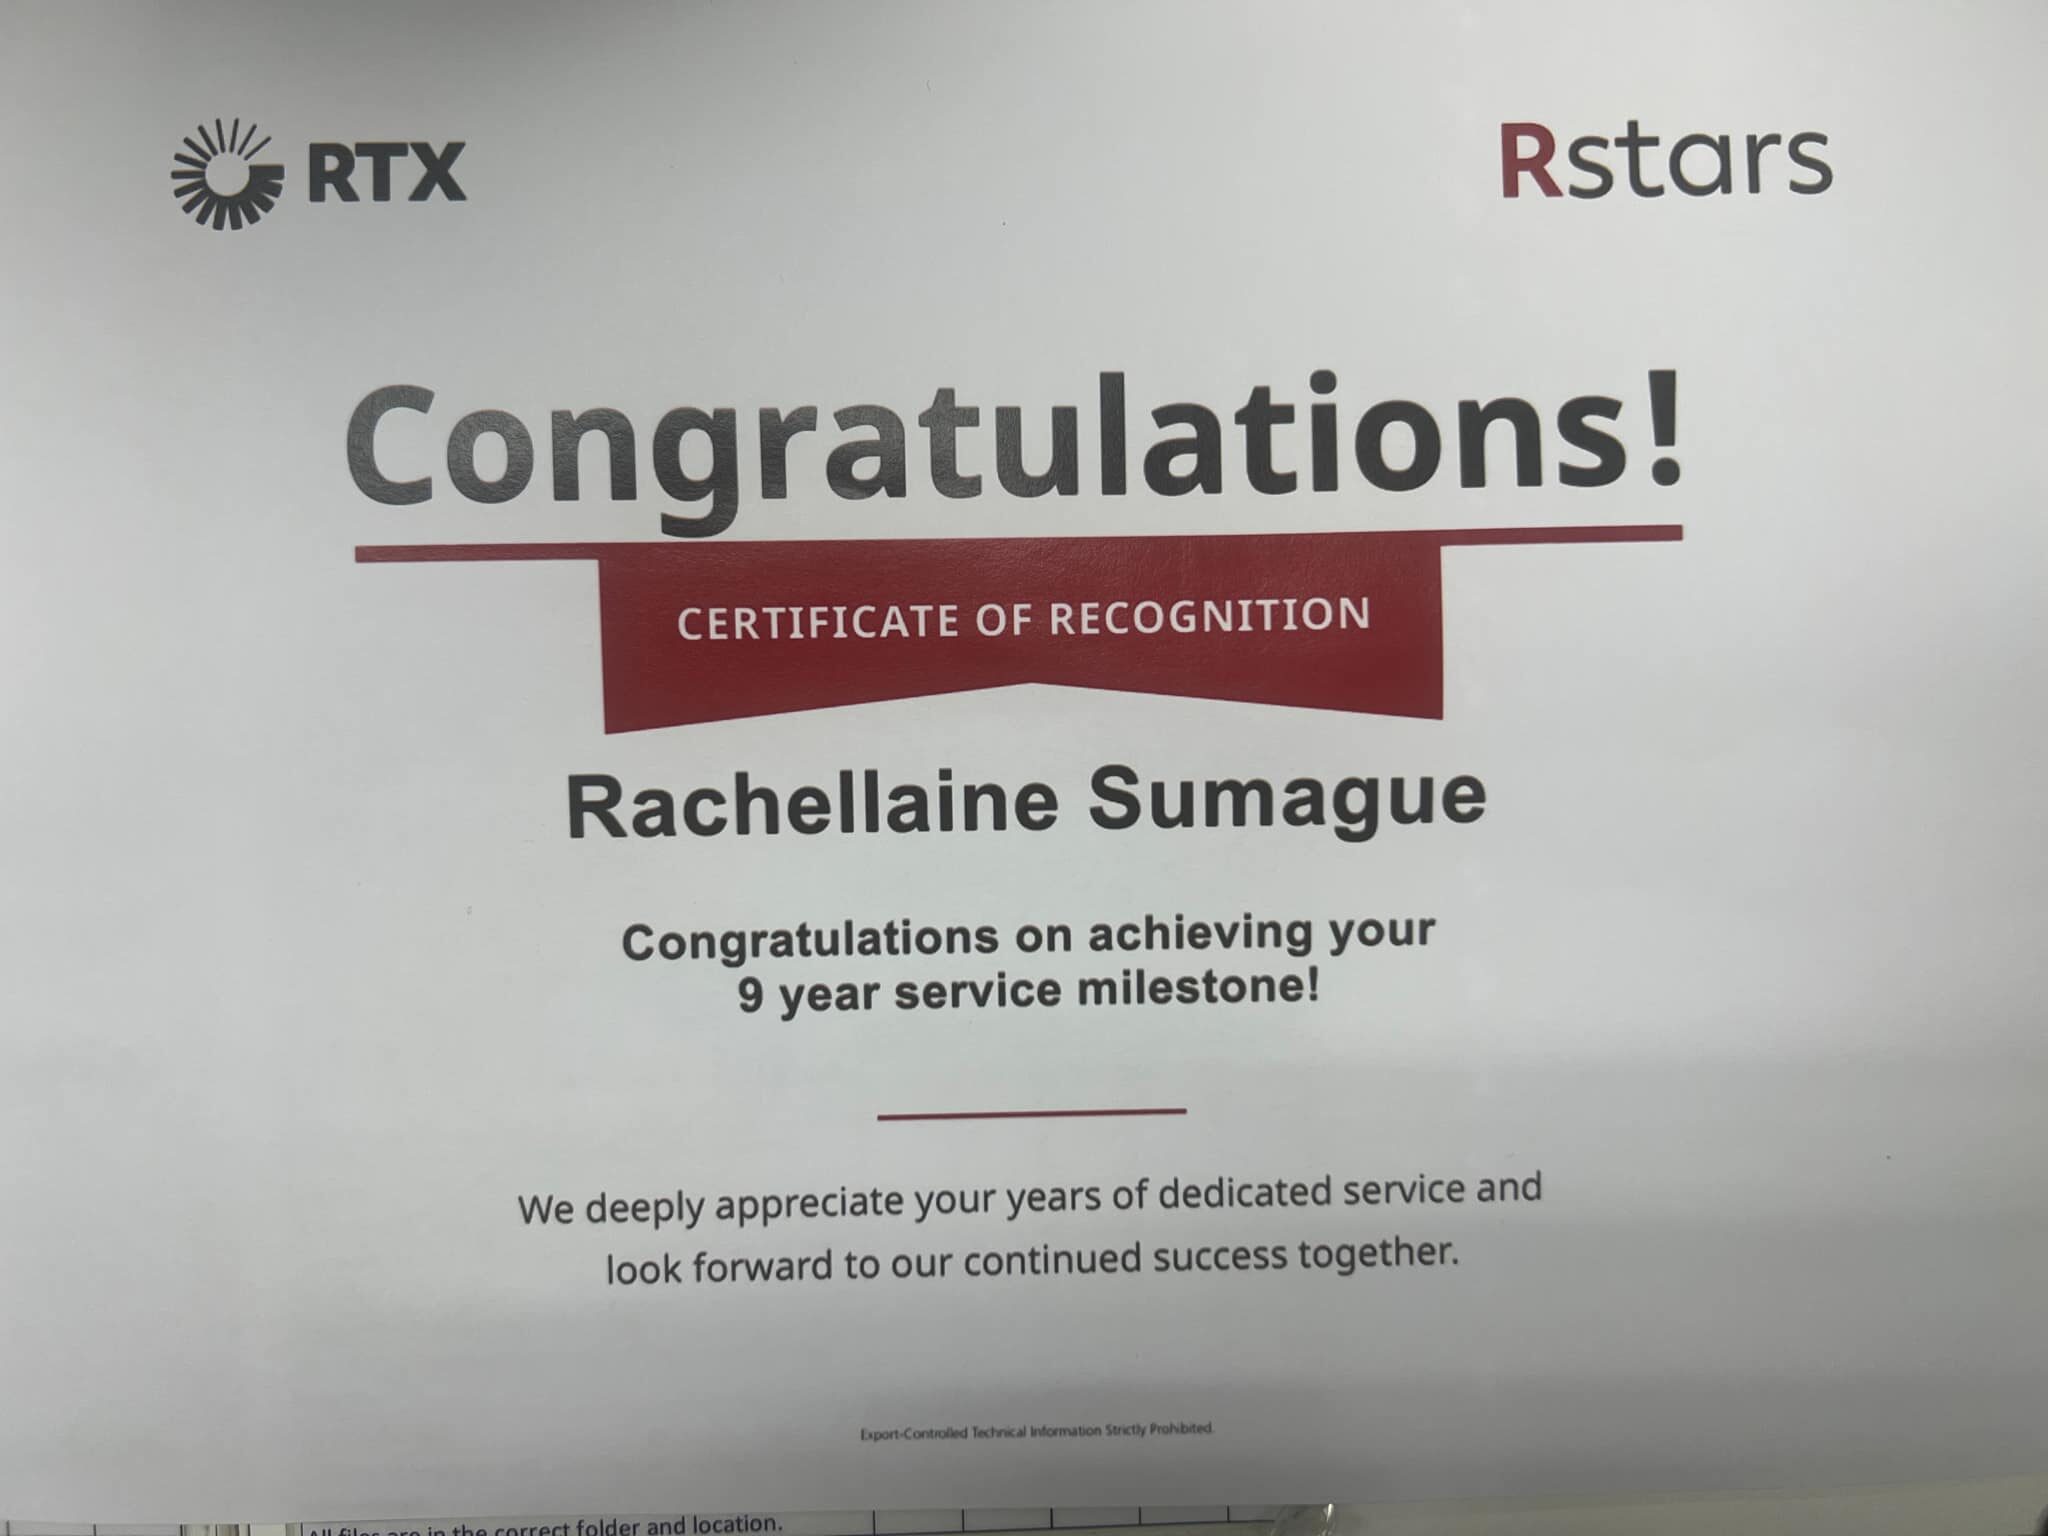 RTX
Rstars
Congratulations!
CERTIFICATE OF RECOGNITION
Rachellaine Sumague
Congratulations on achieving your
9 year service milestone!
We deeply appreciate your years of dedicated service and
look forward to our continued success together.
Export-Controlled Technical Information Strictly Prohibited.
All files are in the correct folder and location.